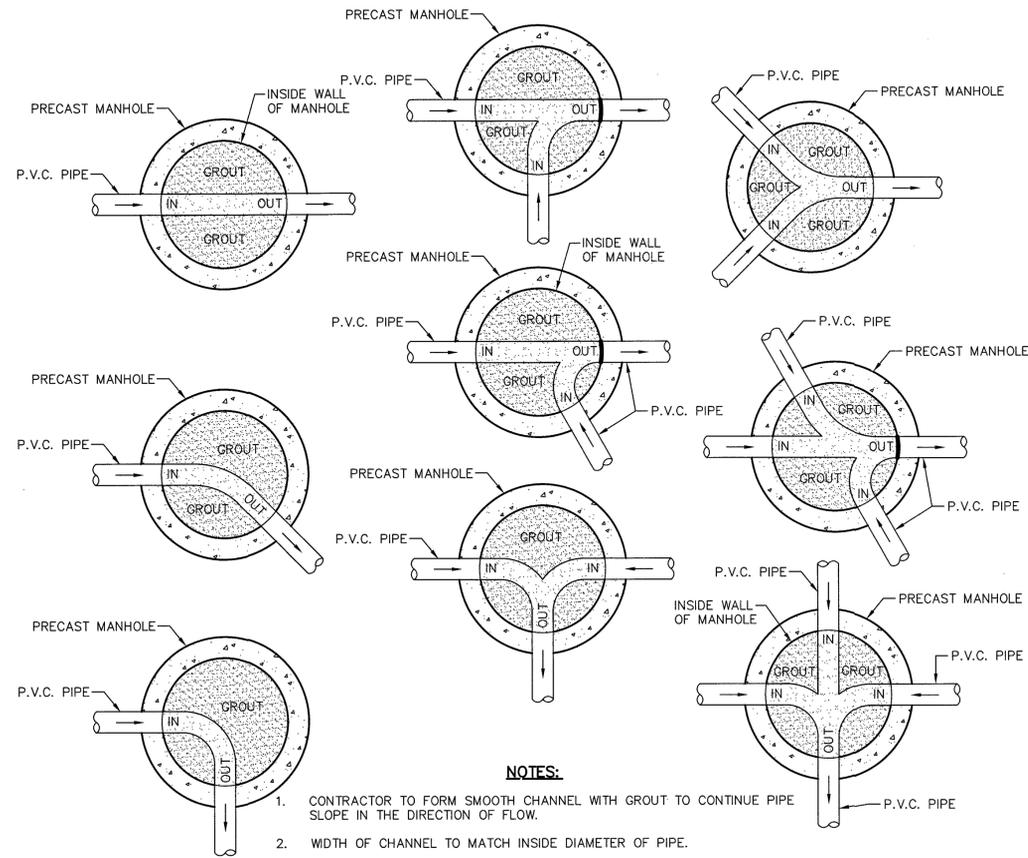 PRECAST MANHOLE
INSIDE WALL
OF MANHOLE
P.V.C. PIPE
GROUT
IN
OUT
GROUT
PRECAST MANHOLE
P.V.C. PIPE
GROUT
IN
OUT
GROUT
PRECAST MANHOLE
P.V.C. PIPE
GROUT
IN
OUT
PRECAST MANHOLE
P.V.C. PIPE
GROUT
IN
OUT
GROUT
IN
PRECAST MANHOLE
INSIDE WALL
OF MANHOLE
P.V.C. PIPE
GROUT
IN
OUT
GROUT
IN
P.V.C. PIPE
PRECAST MANHOLE
GROUT
P.V.C. PIPE
IN
IN
OUT
P.V.C. PIPE
PRECAST MANHOLE
IN
GROUT
GROUT
OUT
IN
GROUT
P.V.C. PIPE
PRECAST MANHOLE
IN
GROUT
IN
OUT
GROUT
IN
P.V.C. PIPE
P.V.C. PIPE
PRECAST MANHOLE
INSIDE WALL
OF MANHOLE
IN
P.V.C. PIPE
GROUT
GROUT
IN
IN
OUT
P.V.C. PIPE
NOTES:
1. CONTRACTOR TO FORM SMOOTH CHANNEL WITH GROUT TO CONTINUE PIPE
SLOPE IN THE DIRECTION OF FLOW.
2. WIDTH OF CHANNEL TO MATCH INSIDE DIAMETER OF PIPE.